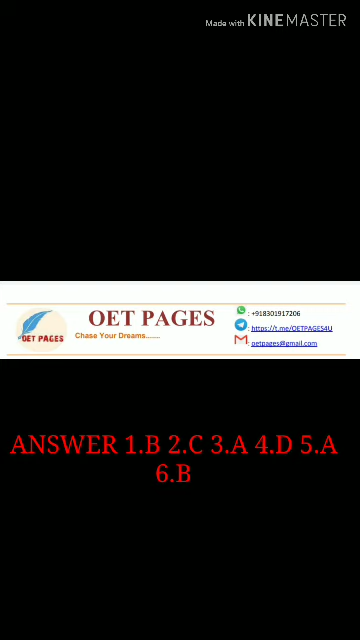 Made with KINEMASTER
OET PAGES
: +918301917206
OET PAGES
Chase Your Dreams.......
: https://t.me/OETPAGES4U
: oetpages@gmail.com
ANSWER 1.B 2.C 3.A 4.D 5.A
6.B